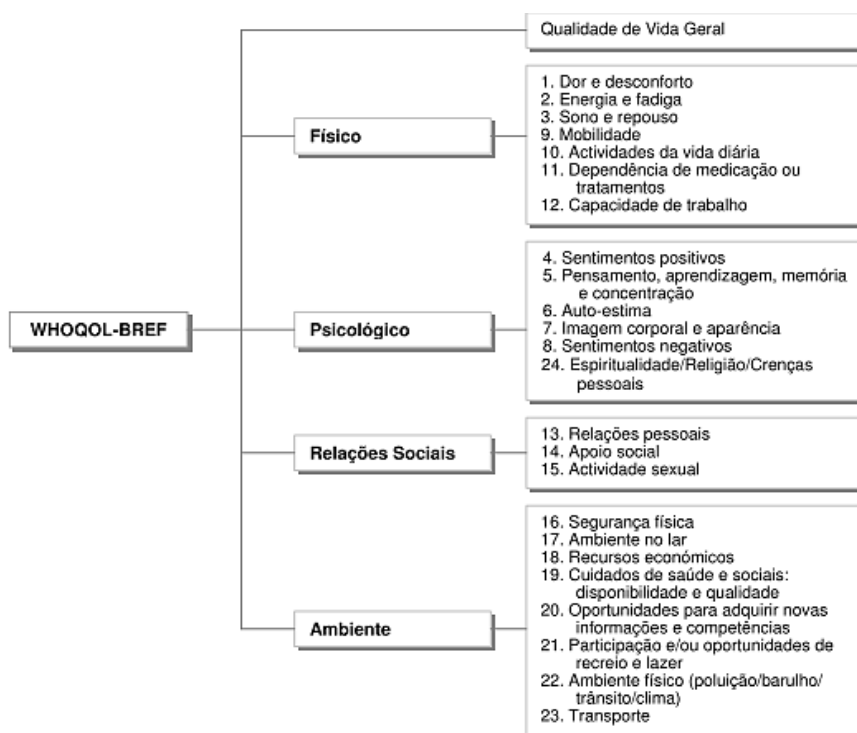 Qualidade de Vida Geral
Físico
1. Dor e desconforto
2. Energia e fadiga
3. Sono e repouso
9. Mobilidade
10. Actividades da vida diária
11. Dependência de medicação ou
tratamentos
12. Capacidade de trabalho
WHOQOL-BREF
Psicológico
4. Sentimentos positivos
5. Pensamento, aprendizagem, memória
e concentração
6. Auto-estima
7. Imagem corporal e aparência
8. Sentimentos negativos
24. Espiritualidade/Religião/Crenças
pessoais
Relações Sociais
13. Relações pessoais
14. Apoio social
15. Actividade sexual
Ambiente
16. Segurança física
17. Ambiente no lar
18. Recursos económicos
19. Cuidados de saúde e sociais:
disponibilidade e qualidade
20. Oportunidades para adquirir novas
informações e competências
21. Participação e/ou oportunidades de
recreio e lazer
22. Ambiente físico (poluição/barulho/
trânsito/clima)
23. Transporte